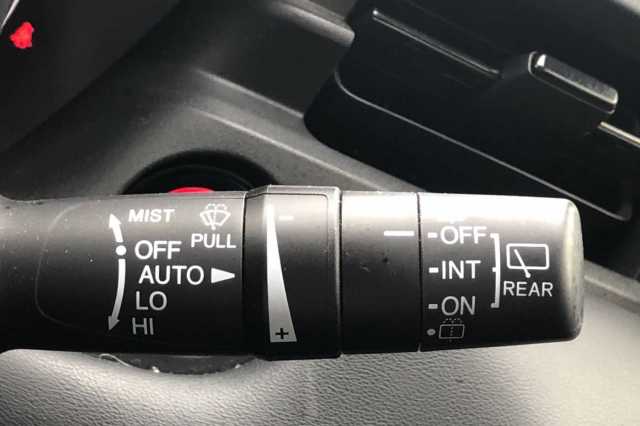 MIST
PULL
OFF
AUTO
LO
HI
−
+
OFF
INT
ON
REAR